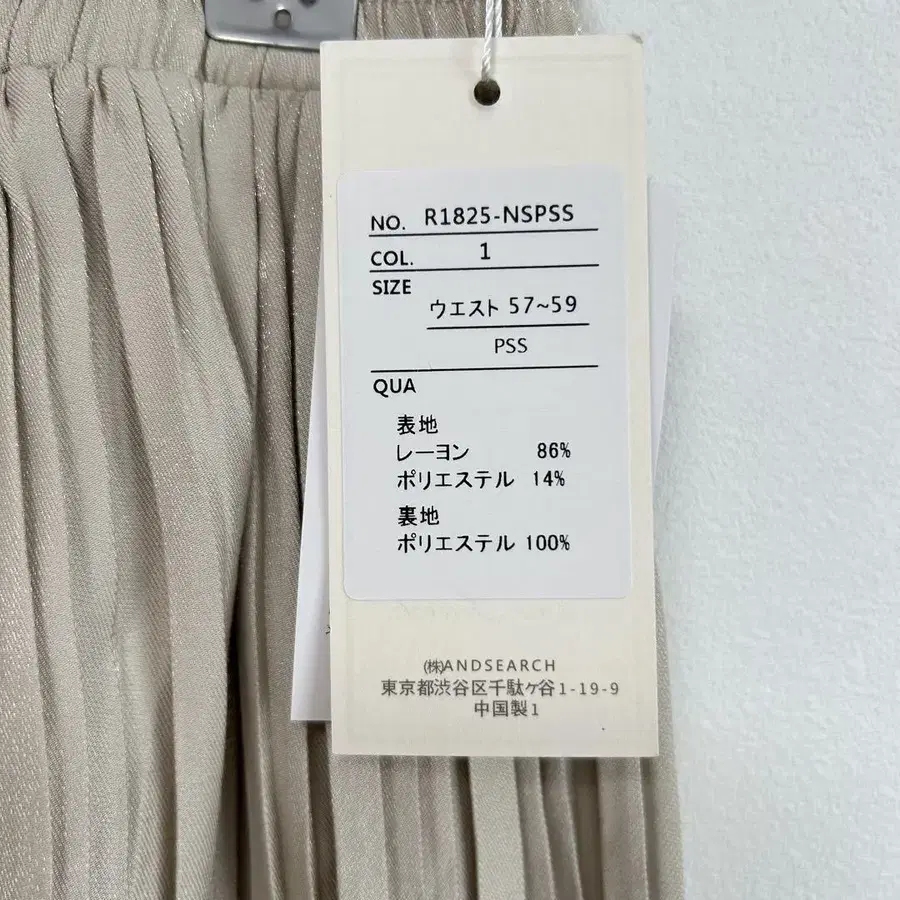 NO. R1825-NSPSS
COL. 1
SIZE
ウエスト 57~59
PSS
QUA
表地
レーヨン 86%
ポリエステル 14%
裏地
ポリエステル 100%
㈱ANDSEARCH
東京都渋谷区千駄ケ谷1-19-9
中国製1